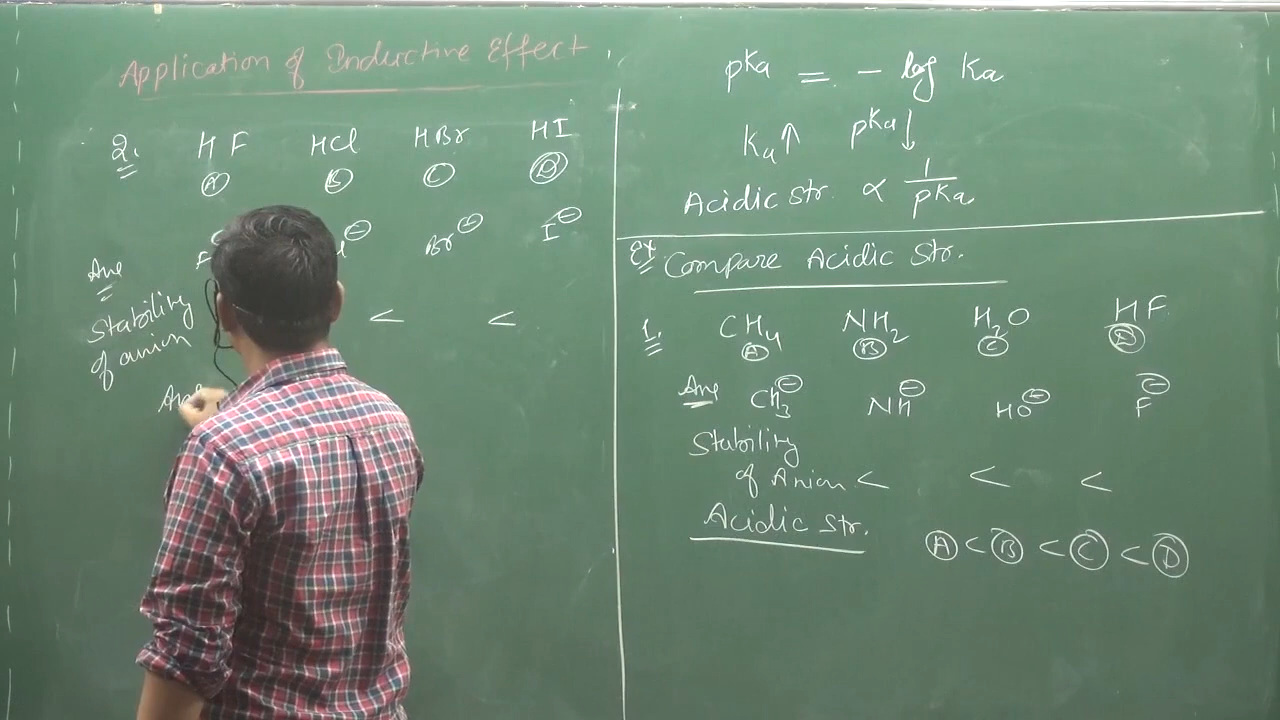 Application of Inductive Effect
2. HF HCl HBr HI
A B C D
Br⊖ I⊖
Ans
Stability
of anion < <
pKa = - log Ka
Ka↑ pKa↓
Acidic str. ∝ 1/pKa
Ex. Compare Acidic Str.
1. CH4 NH2 H2O HF
A B C D
Ans CH3⊖ NH⊖ HO⊖ F⊖
Stability
of Anion < < <
Acidic str. A < B < C < D